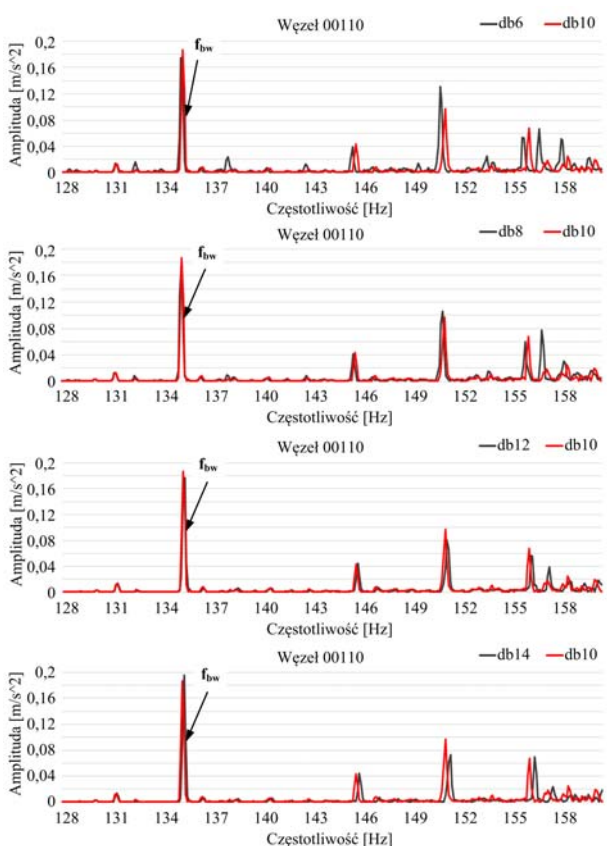 Węzeł 00110 db6 db10
Amplituda [m/s^2]
0,2
0,16
0,12
0,08
0,04
0
f_bw
128 131 134 137 140 143 146 149 152 155 158
Częstotliwość [Hz]
Węzeł 00110 db8 db10
Amplituda [m/s^2]
0,2
0,16
0,12
0,08
0,04
0
f_bw
128 131 134 137 140 143 146 149 152 155 158
Częstotliwość [Hz]
Węzeł 00110 db12 db10
Amplituda [m/s^2]
0,2
0,16
0,12
0,08
0,04
0
f_bw
128 131 134 137 140 143 146 149 152 155 158
Częstotliwość [Hz]
Węzeł 00110 db14 db10
Amplituda [m/s^2]
0,2
0,16
0,12
0,08
0,04
0
f_bw
128 131 134 137 140 143 146 149 152 155 158
Częstotliwość [Hz]